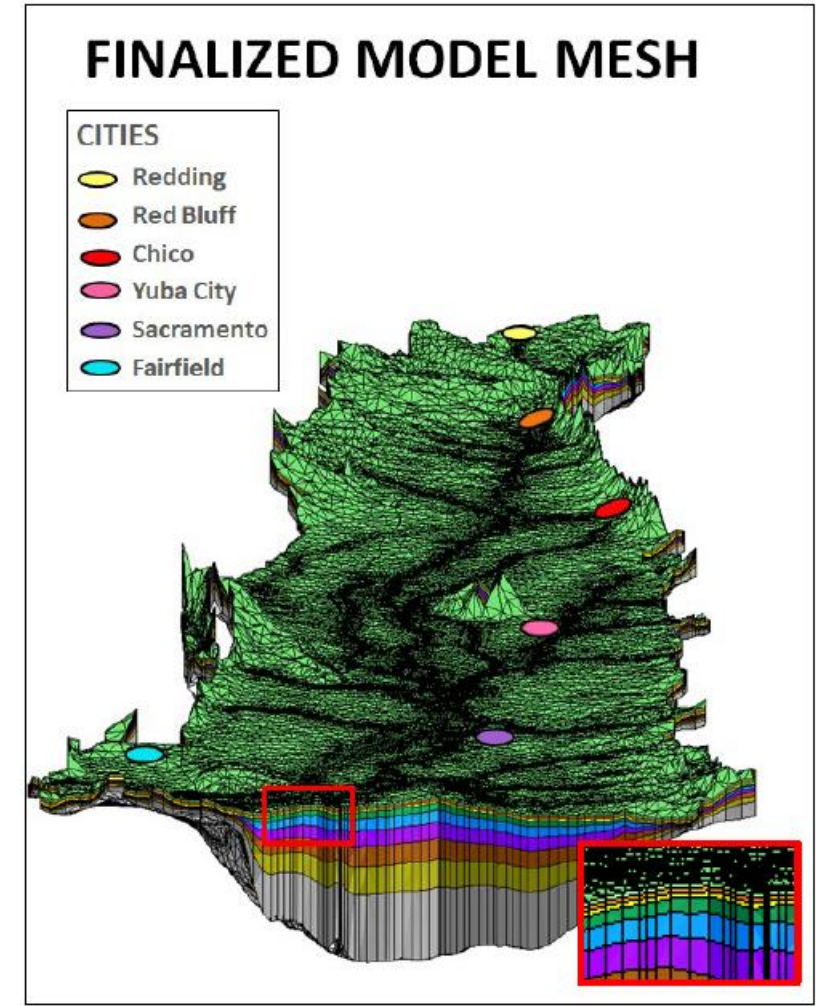 FINALIZED MODEL MESH
CITIES
Redding
Red Bluff
Chico
Yuba City
Sacramento
Fairfield